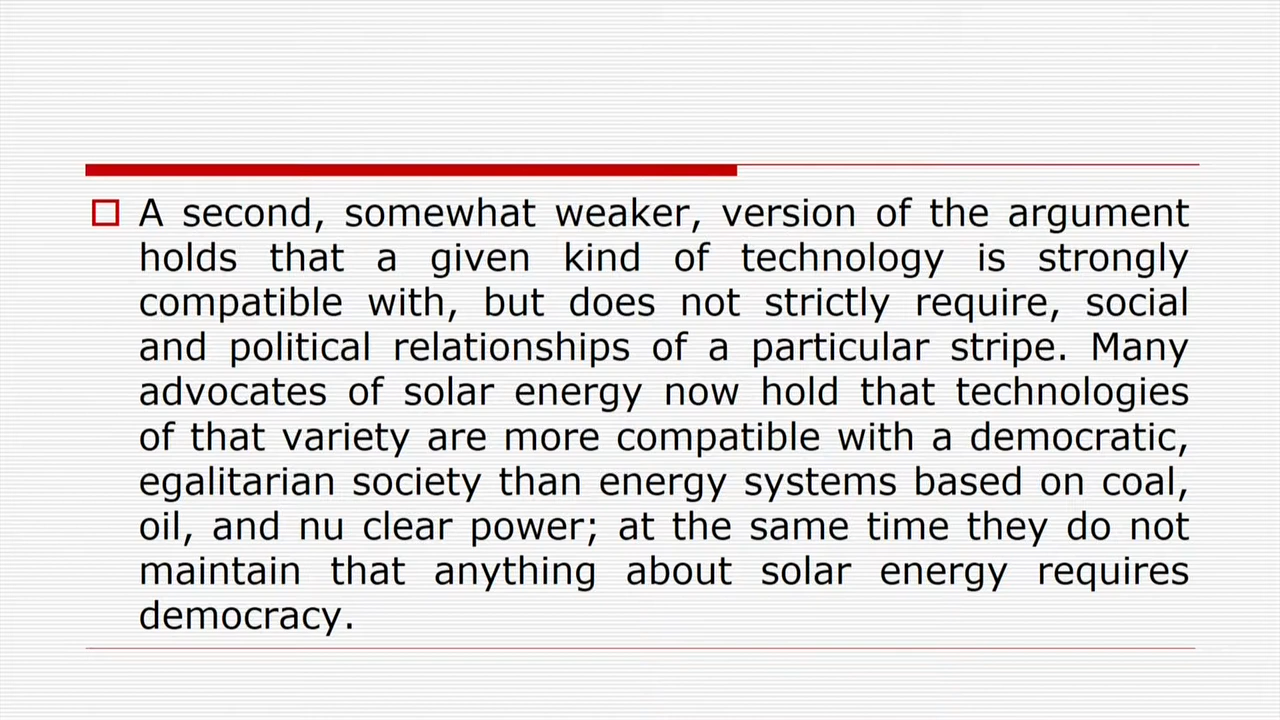 A second, somewhat weaker, version of the argument
holds that a given kind of technology is strongly
compatible with, but does not strictly require, social
and political relationships of a particular stripe. Many
advocates of solar energy now hold that technologies
of that variety are more compatible with a democratic,
egalitarian society than energy systems based on coal,
oil, and nu clear power; at the same time they do not
maintain that anything about solar energy requires
democracy.